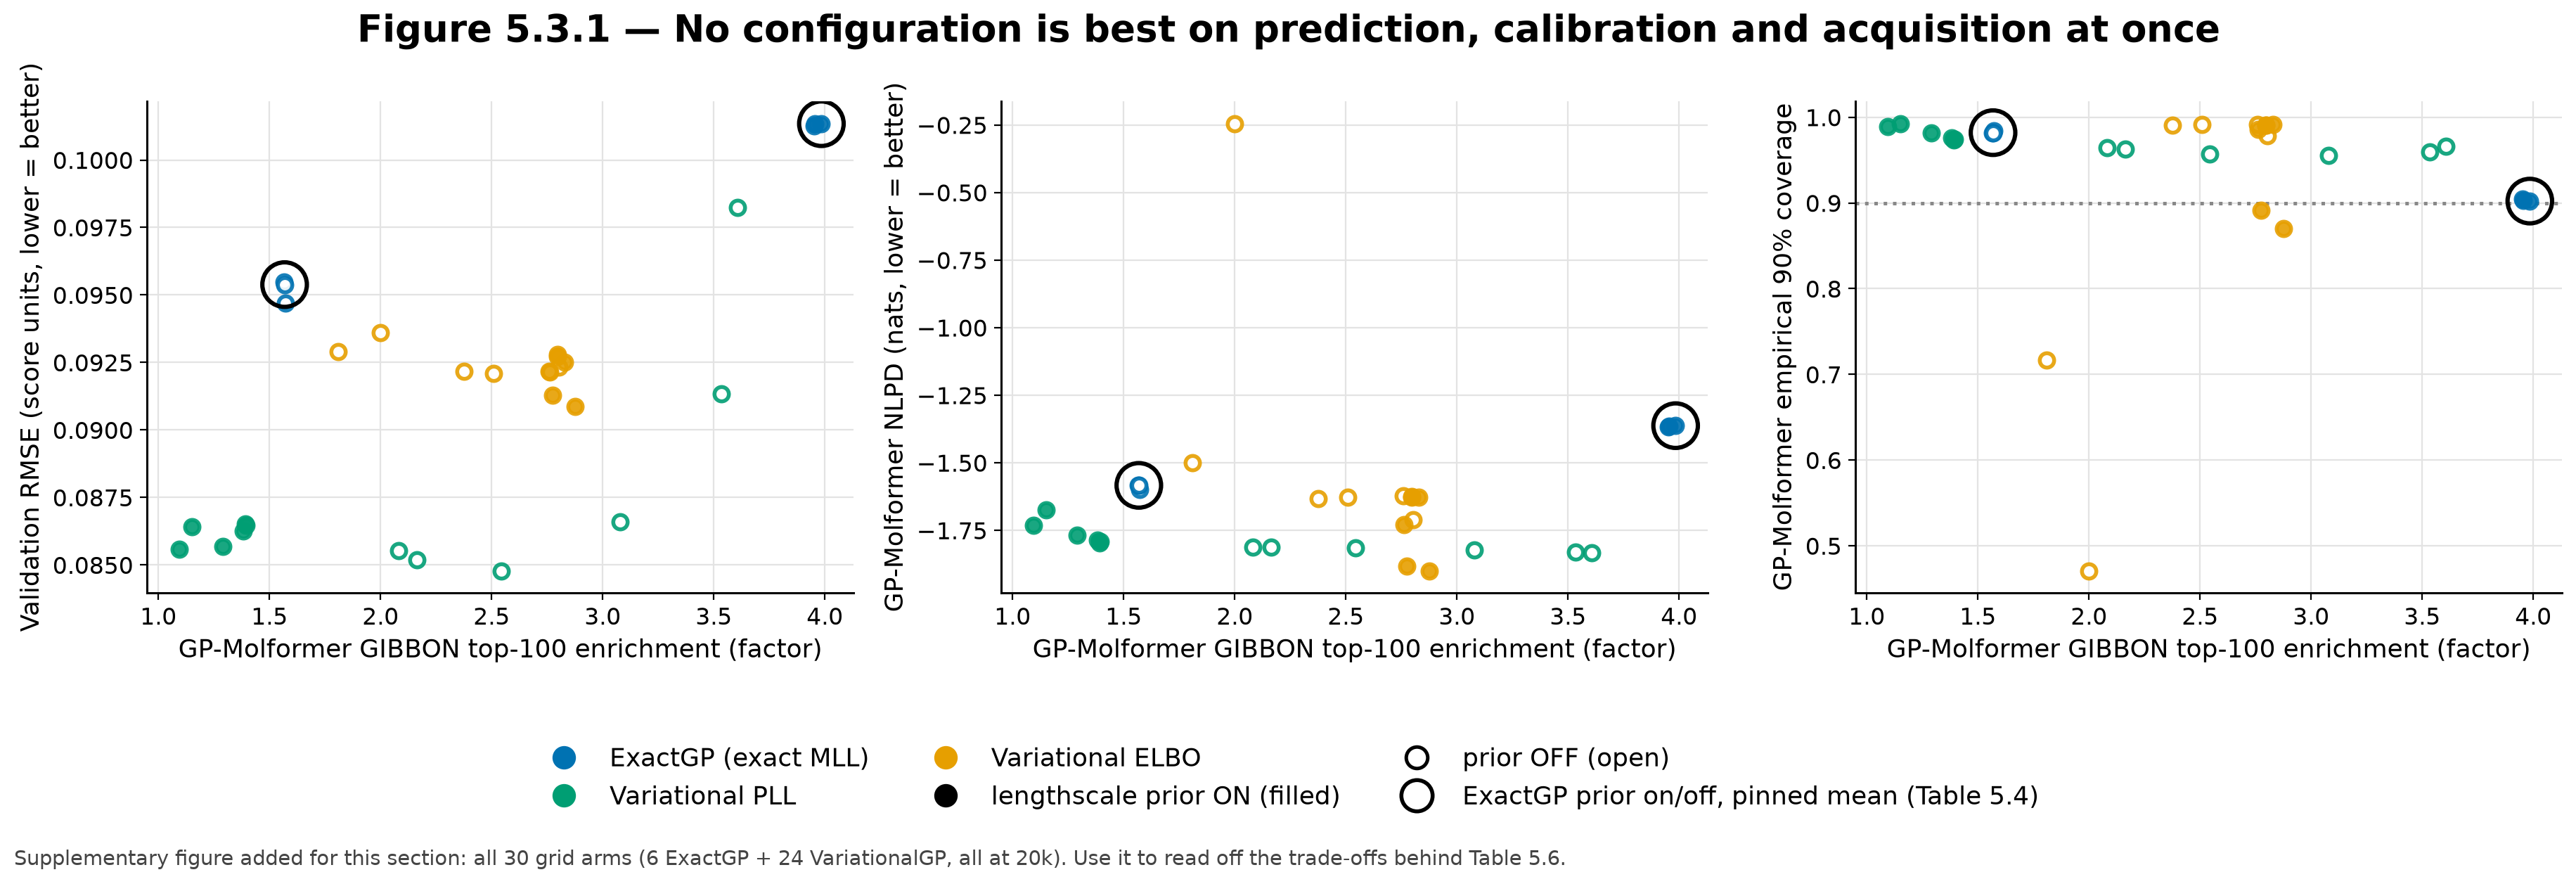 Figure 5.3.1 — No configuration is best on prediction, calibration and acquisition at once
Validation RMSE (score units, lower = better)
0.1000
0.0975
0.0950
0.0925
0.0900
0.0875
0.0850
1.0 1.5 2.0 2.5 3.0 3.5 4.0
GP-Molformer GIBBON top-100 enrichment (factor)
GP-Molformer NLPD (nats, lower = better)
−0.25
−0.50
−0.75
−1.00
−1.25
−1.50
−1.75
1.0 1.5 2.0 2.5 3.0 3.5 4.0
GP-Molformer GIBBON top-100 enrichment (factor)
GP-Molformer empirical 90% coverage
1.0
0.9
0.8
0.7
0.6
0.5
1.0 1.5 2.0 2.5 3.0 3.5 4.0
GP-Molformer GIBBON top-100 enrichment (factor)
ExactGP (exact MLL)
Variational PLL
Variational ELBO
lengthscale prior ON (filled)
prior OFF (open)
ExactGP prior on/off, pinned mean (Table 5.4)
Supplementary figure added for this section: all 30 grid arms (6 ExactGP + 24 VariationalGP, all at 20k). Use it to read off the trade-offs behind Table 5.6.